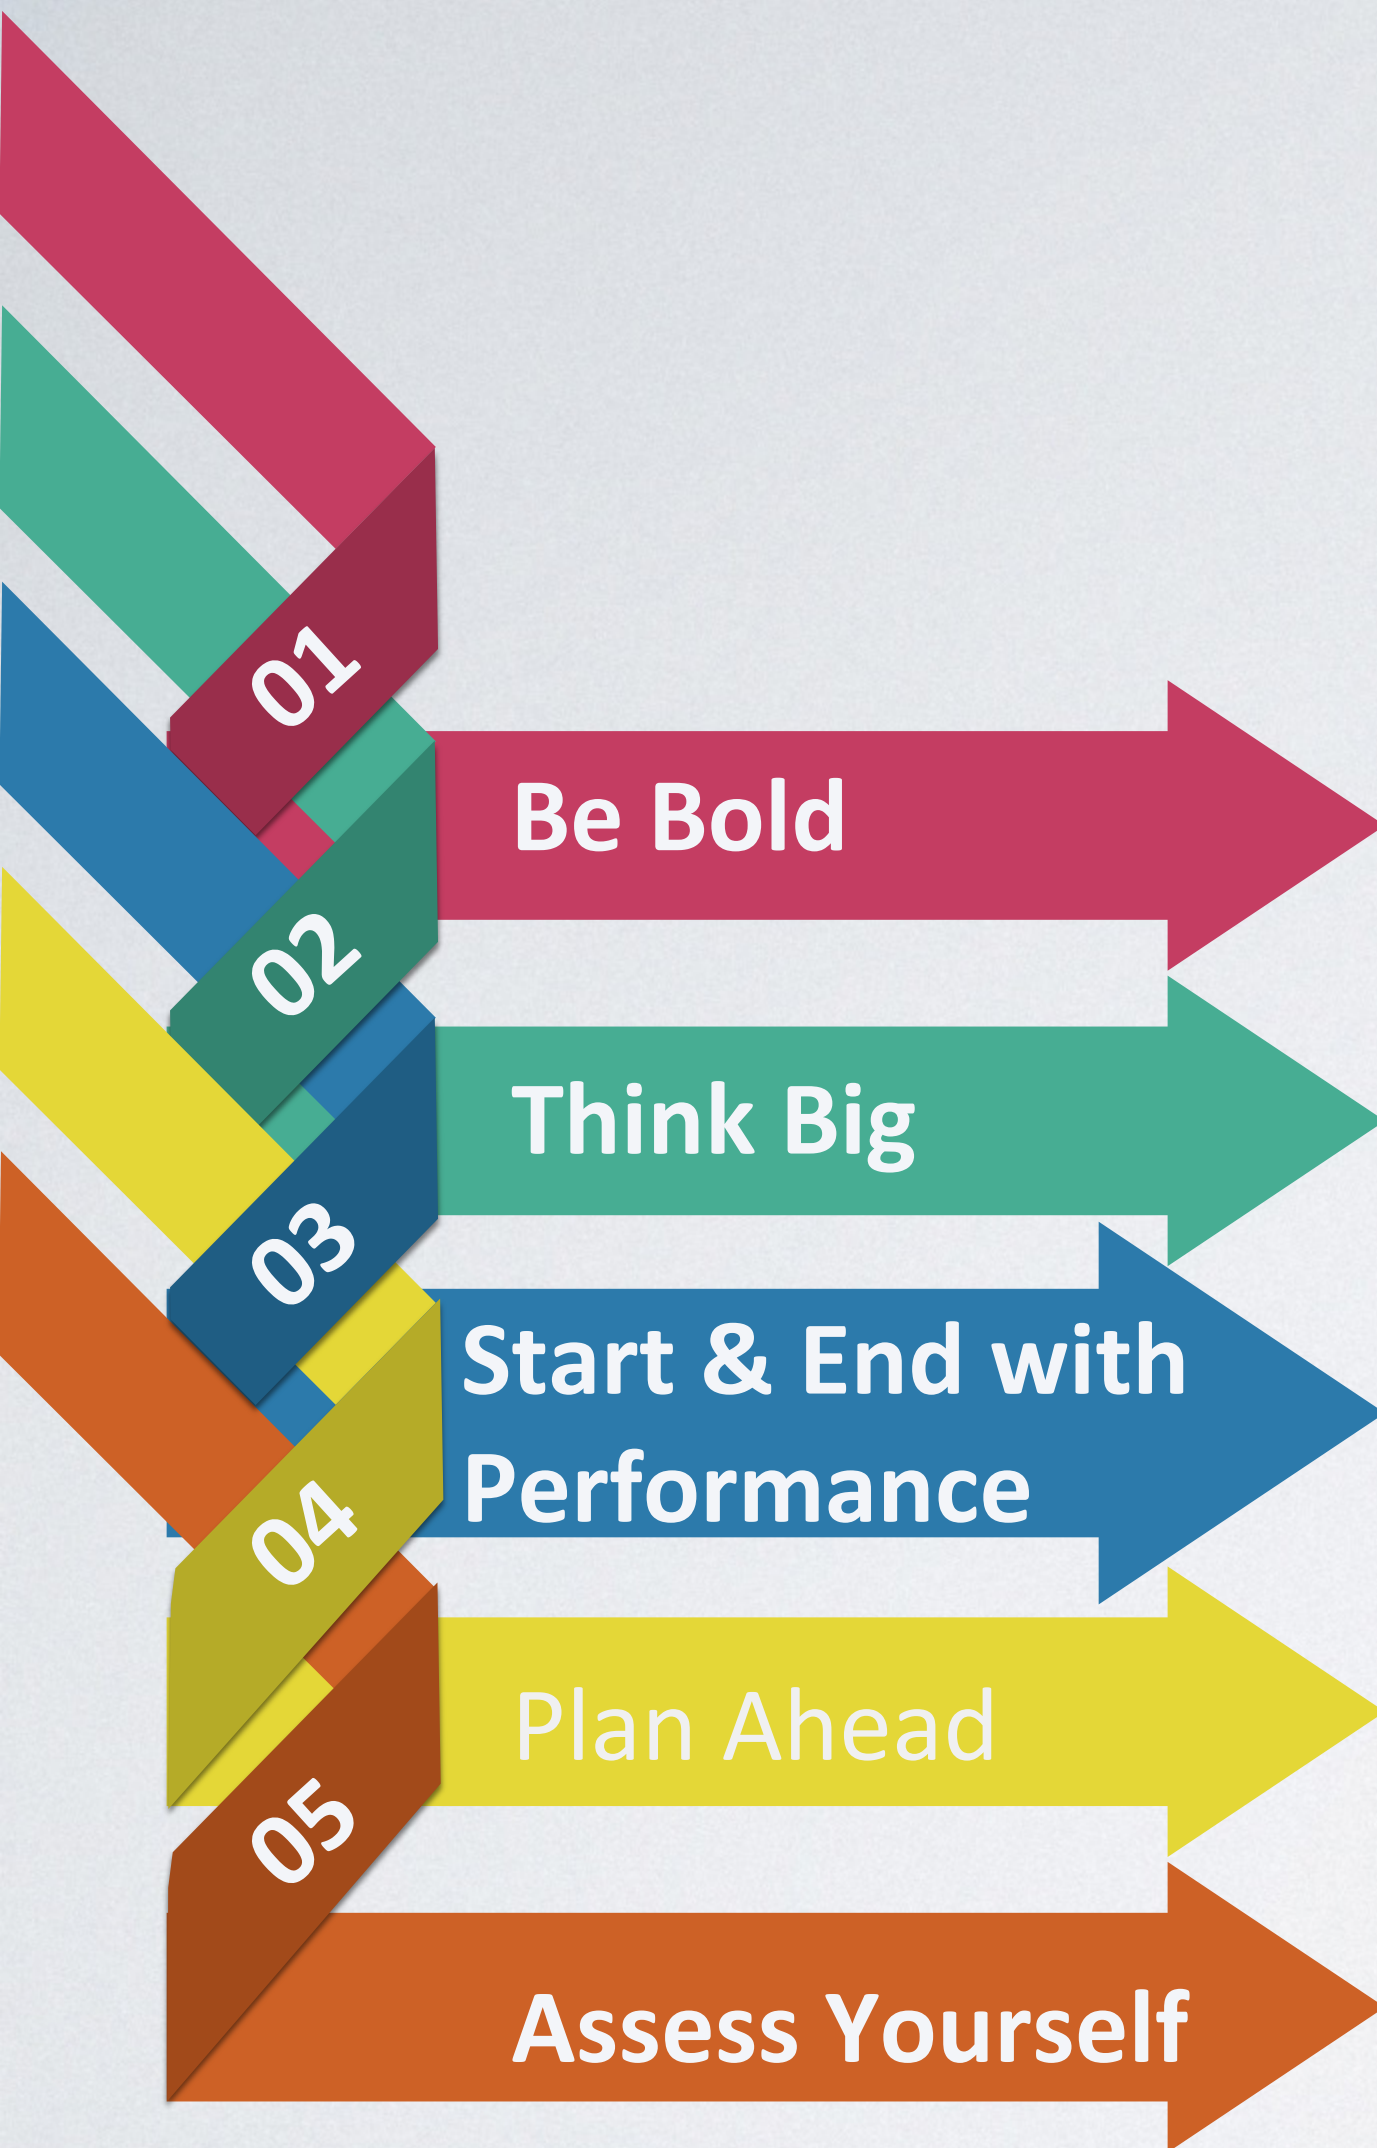 01
Be Bold
02
Think Big
03
Start & End with
Performance
04
Plan Ahead
05
Assess Yourself